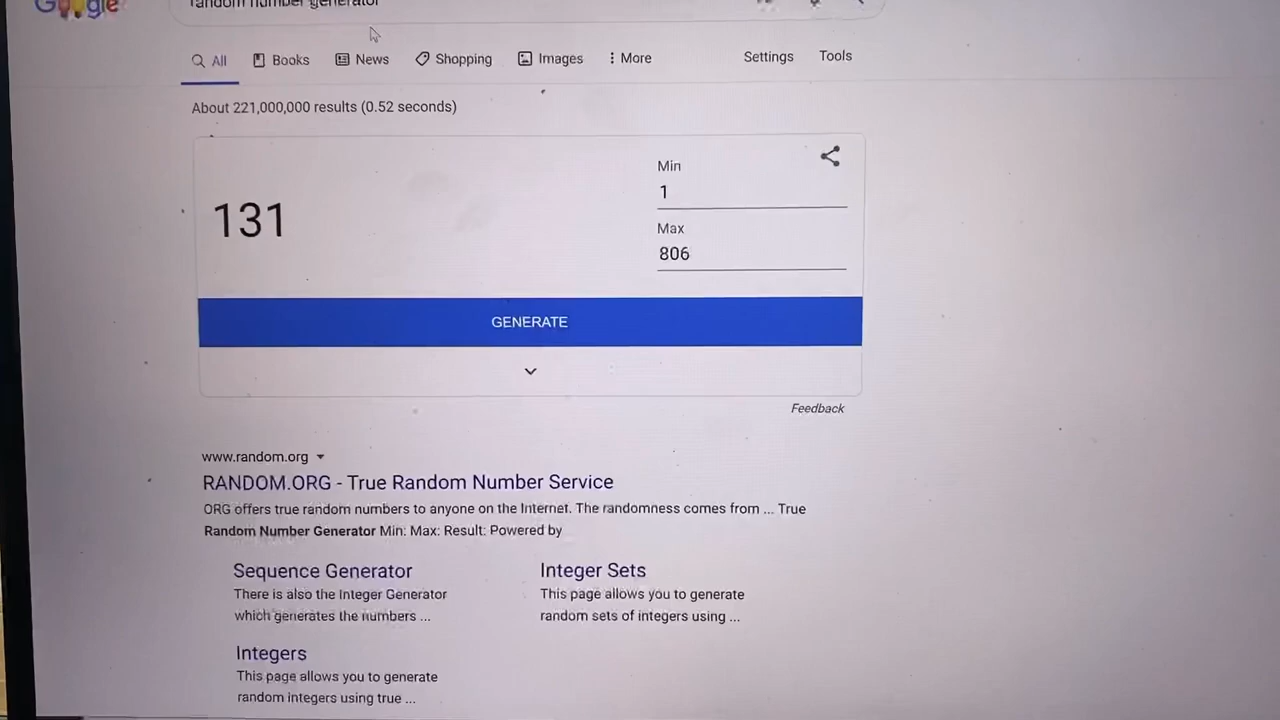 Google
random number generator
All Books News Shopping Images More Settings Tools
About 221,000,000 results (0.52 seconds)
Min
1
131
Max
806
GENERATE
Feedback
www.random.org
RANDOM.ORG - True Random Number Service
ORG offers true random numbers to anyone on the Internet. The randomness comes from ... True
Random Number Generator Min: Max: Result: Powered by
Sequence Generator
There is also the Integer Generator
which generates the numbers ...
Integer Sets
This page allows you to generate
random sets of integers using ...
Integers
This page allows you to generate
random integers using true ...